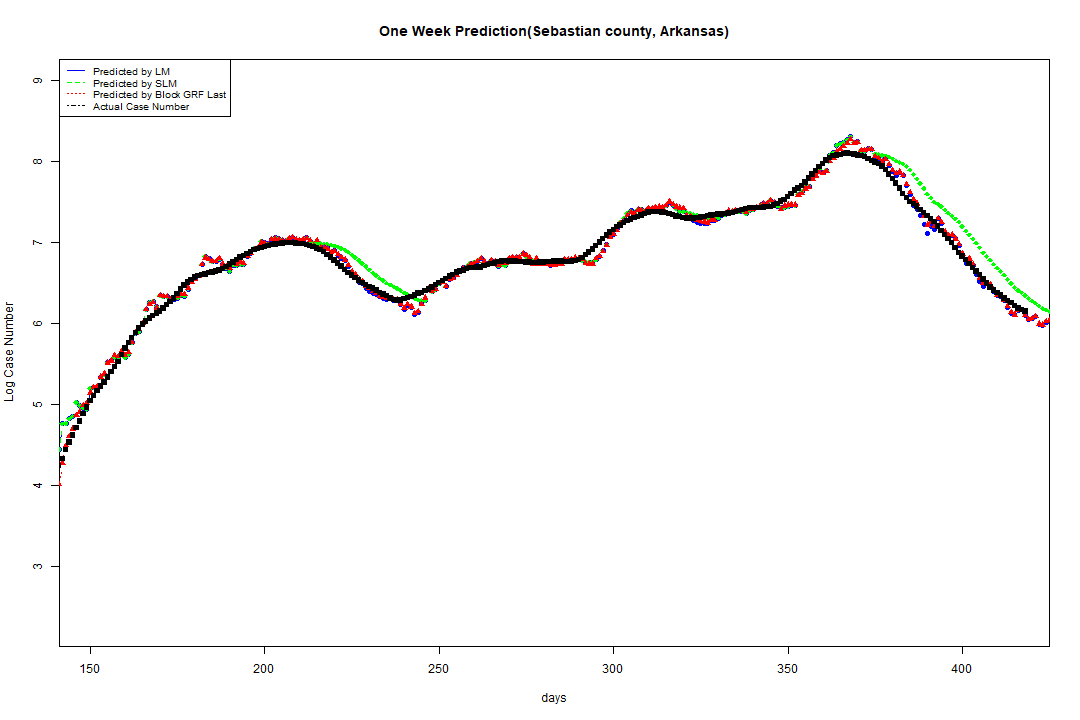 One Week Prediction(Sebastian county, Arkansas)
Predicted by LM
Predicted by SLM
Predicted by Block GRF Last
Actual Case Number
9
8
7
6
5
4
3
Log Case Number
150 200 250 300 350 400
days